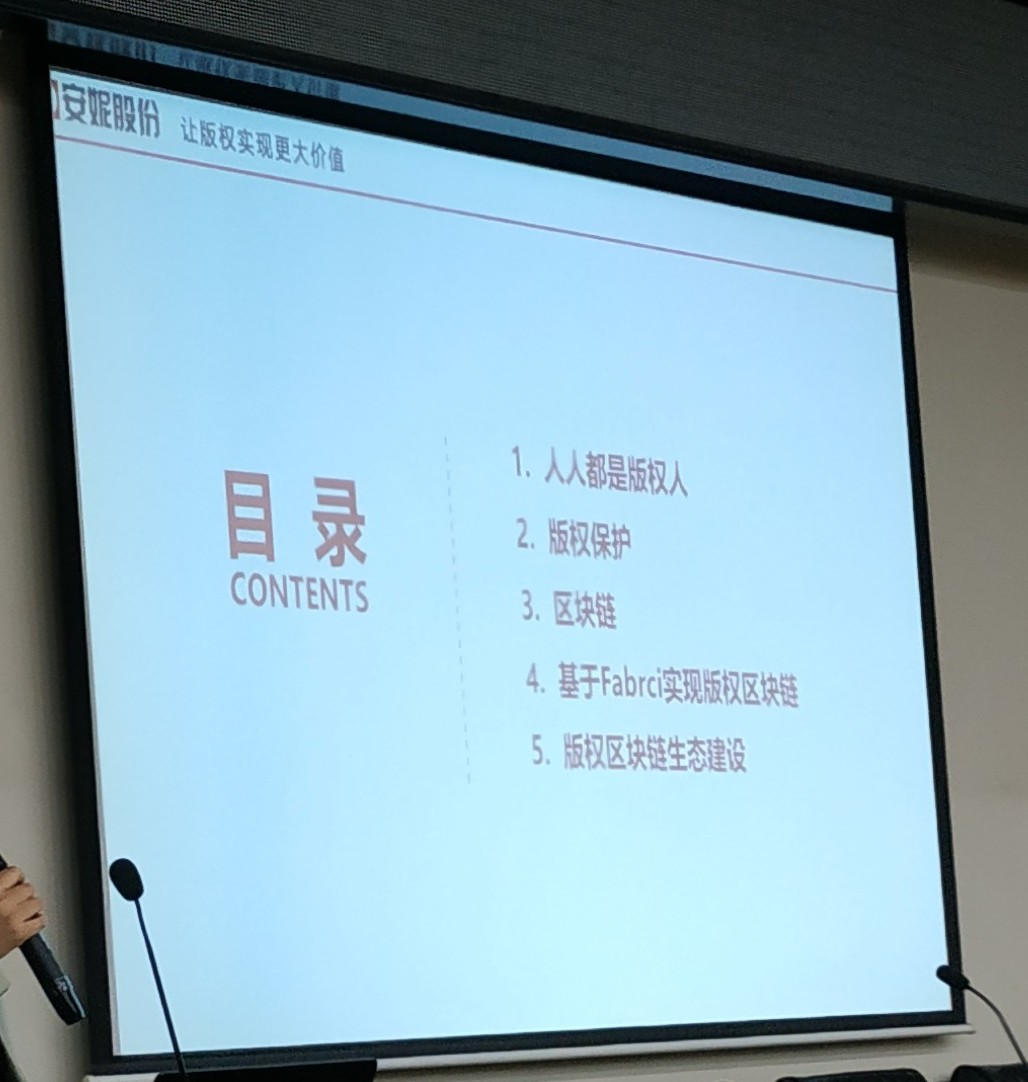 安妮股份 让版权实现更大价值
目录
CONTENTS
1. 人人都是版权人
2. 版权保护
3. 区块链
4. 基于Fabrci实现版权区块链
5. 版权区块链生态建设